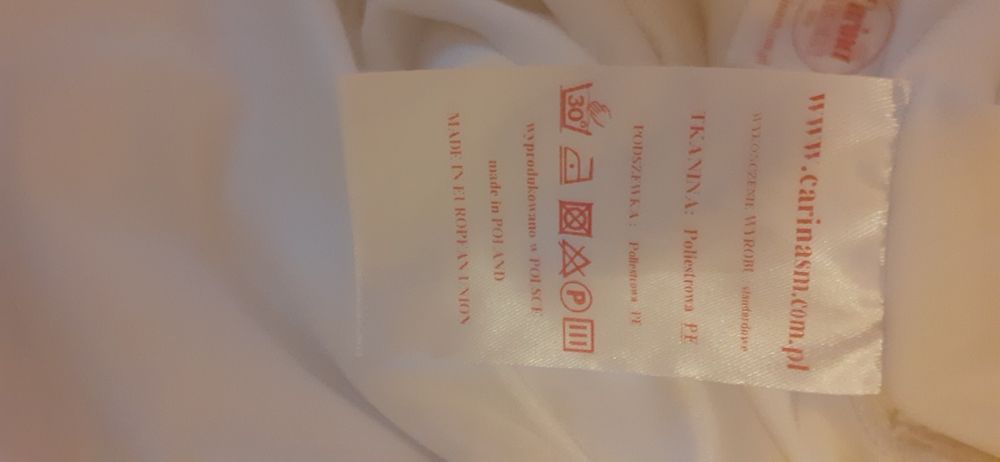 www.carinasm.com.pl
WYKOŃCZENIE WYROBU standardowe
TKANINA: Poliestrowa PE
PODSZEWKA : Poliestrowa PE
30°
P
wyprodukowano w POLSCE
made in POLAND
MADE IN EUROPEAN UNION